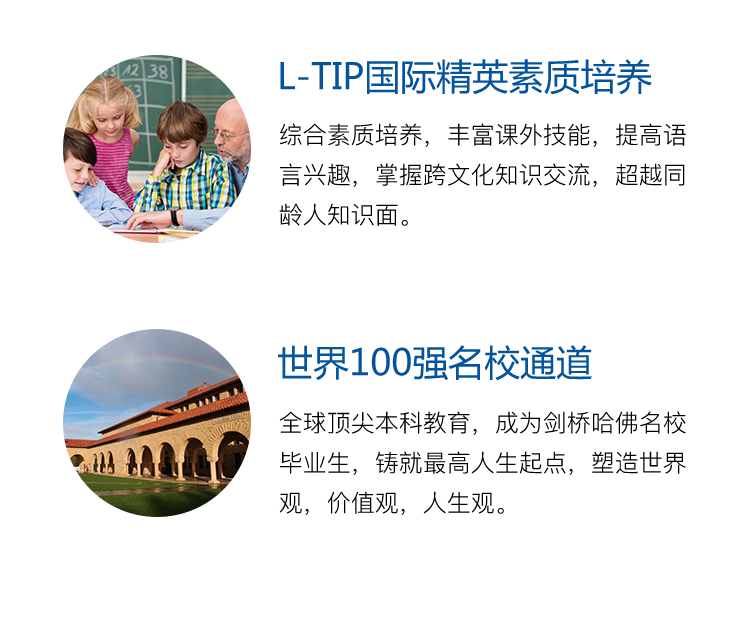 L-TIP国际精英素质培养
综合素质培养，丰富课外技能，提高语
言兴趣，掌握跨文化知识交流，超越同
龄人知识面。
世界100强名校通道
全球顶尖本科教育，成为剑桥哈佛名校
毕业生，铸就最高人生起点，塑造世界
观，价值观，人生观。